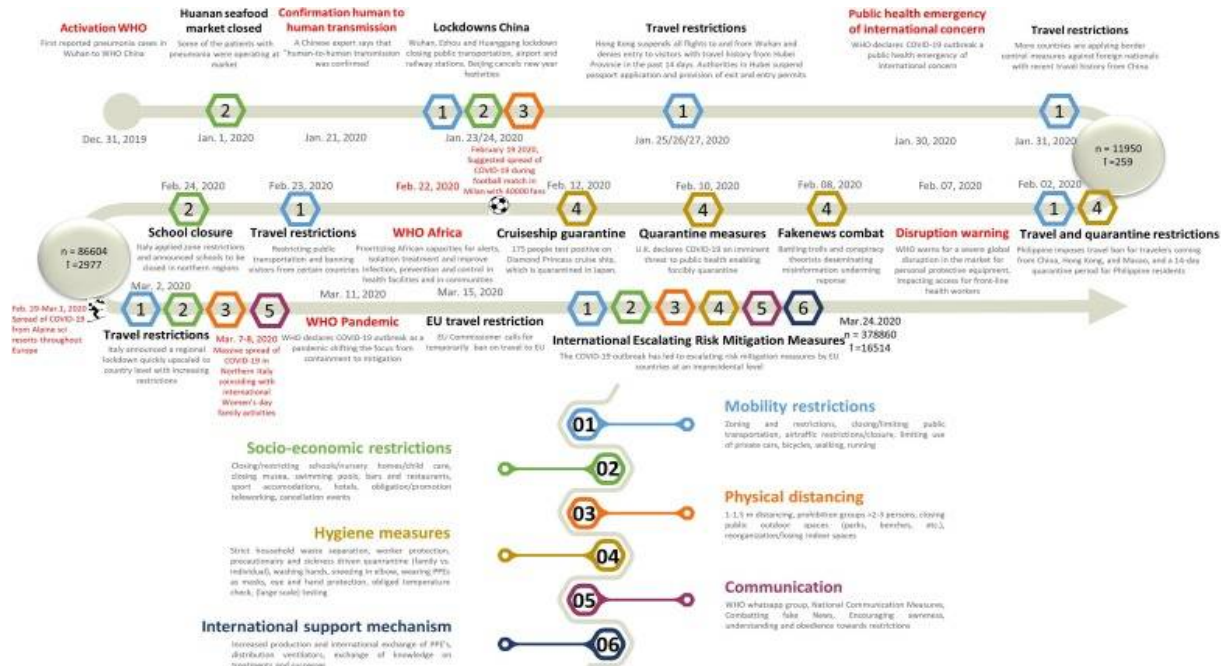 Activation WHO
First reported pneumonia cases in
Wuhan to WHO China
Huanan seafood
market closed
Some of the patients with
pneumonia were operating at
market
Confirmation human to
human transmission
A Chinese expert says that
"human-to-human transmission
was confirmed
Lockdowns China
Wuhan, Ezhou and Huanggang lockdown
closing public transportation, airport and
railway stations. Beijing cancels new year
festivities
Travel restrictions
Hong Kong suspends all flights to and from Wuhan and
denies entry to visitors with travel history from Hubei
Province in the past 14 days. Authorities in Hubei suspend
passport application and provision of exit and entry permits
Public health emergency
of international concern
WHO declares COVID-19 outbreak a
public health emergency of
international concern
Travel restrictions
More countries are applying border
control measures against foreign nationals
with recent travel history from China
2
1
2
3
1
1
Dec. 31, 2019
Jan. 1, 2020
Jan. 21, 2020
Jan. 23/24, 2020
Jan. 25/26/27, 2020
Jan. 30, 2020
Jan. 31, 2020
n = 11950
=259
February 19 2020,
Suggested spread of
COVID-19 during
football match in
Milan with 40000 fans
Feb. 24, 2020
Feb. 23, 2020
Feb. 22, 2020
Feb. 12, 2020
Feb. 10, 2020
Feb. 08, 2020
Feb. 07, 2020
Feb. 02, 2020
2
1
4
4
4
1
4
n = 86604
=2977
School closure
Italy applied zone restrictions
and announced schools to be
closed in northern regions
Travel restrictions
Restricting public
transportation and banning
visitors from certain countries
WHO Africa
Prioritizing African capacities for alerts,
isolation treatment and improve
infection, prevention and control in
health facilities and in communities
Cruiseship quarantine
175 people test positive on
Diamond Princess cruise ship,
which is quarantined in Japan.
Quarantine measures
U.K. declares COVID-19 an imminent
threat to public health enabling
forcibly quarantine
Fakenews combat
Battling trolls and conspiracy
theorists deseminating
misinformation undermining
reponse
Disruption warning
WHO warns for a severe global
disruption in the market for
personal protective equipment,
impacting access for front-line
health workers
Travel and quarantine restrictions
Philippine imposes travel ban for travelers coming
from China, Hong Kong, and Macao, and a 14-day
quarantine period for Philippine residents
Feb. 19-Mar.1, 2020
Spread of COVID-19
from Alpine sci
resorts throughout
Europe
Mar. 2, 2020
Mar. 11, 2020
Mar. 15, 2020
1
2
3
5
1
2
3
4
5
6
Mar.24.2020
n = 378860
=16514
Travel restrictions
Italy announced a regional
lockdown quickly upscaled to
country level with increasing
restrictions
Mar. 7-8, 2020
Massive spread of
COVID-19 in
Northern Italy
coinciding with
international
Women's day
family activities
WHO Pandemic
WHO declares COVID-19 outbreak as a
pandemic shifting the focus from
containment to mitigation
EU travel restriction
EU Commissioner calls for
temporarily ban on travel to EU
International Escalating Risk Mitigation Measures
The COVID-19 outbreak has led to escalating risk mitigation measures by EU
countries at an imprecidental level
01
Mobility restrictions
Zoning and restrictions, closing/limiting public
transportation, airtraffic restrictions/closure, limiting use
of private cars, bicycles, walking, running
Socio-economic restrictions
Closing/restricting schools/nursery homes/child care,
closing musea, swimming pools, bars and restaurants,
sport accomodations, hotels, obligation/promotion
teleworking, cancellation events
02
03
Physical distancing
1-1,5 m distancing, prohibition groups >2-3 persons, closing
public outdoor spaces (parks, benches, etc.),
reorganization/losing indoor spaces
Hygiene measures
Strict household waste separation, worker protection,
precautionary and sickness driven quanrantine (family vs.
individual), washing hands, sneezing in elbow, wearing PPEs
as masks, eye and hand protection, obliged temperature
check, (large scale) testing
04
05
Communication
WHO whatsapp group, National Communication Measures,
Combatting fake News, Encouraging awreness,
understanding and obedience towards restrictions
International support mechanism
Increased production and international exchange of PPE's,
distribution ventilators, exchange of knowledge on
06